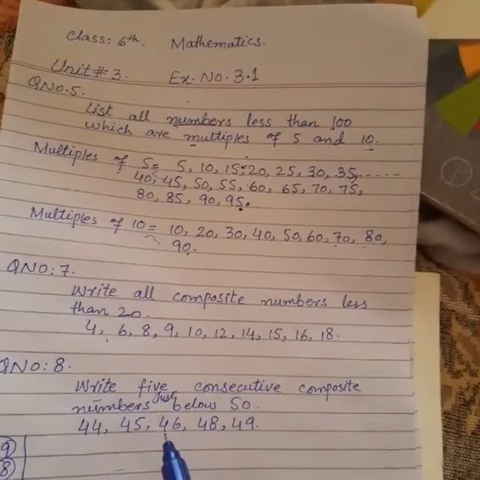 Class: 6th. Mathematics.
Unit# 3. Ex. No. 3.1
QNO.5.
List all numbers less than 100
which are multiples of 5 and 10.
Multiples of 5= 5, 10, 15, 20, 25, 30, 35,......
40, 45, 50, 55, 60, 65, 70, 75,
80, 85, 90, 95.
Multiples of 10= 10, 20, 30, 40, 50, 60, 70, 80,
90.
QNO:7.
Write all composite numbers less
than 20.
4, 6, 8, 9, 10, 12, 14, 15, 16, 18.
QNO:8.
Write five consecutive composite
numbers just below 50.
44, 45, 46, 48, 49.
9
8